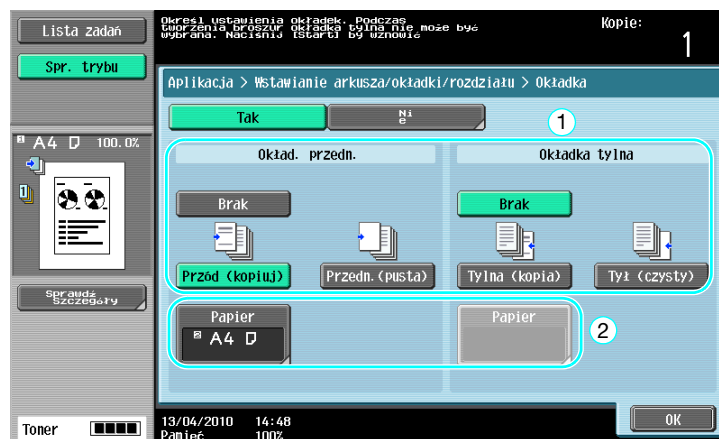 Lista zadań
Określ ustawienia okładek. Podczas
tworzenia broszur okładka tylna nie może być
wybrana. Naciśnij [Start] by wznowić
Kopie:
1
Spr. trybu
Aplikacja > Wstawianie arkusza/okładki/rozdziału > Okładka
Tak
Ni
e
1
A4 100.0%
Okład. przedn.
Okładka tylna
Brak
Brak
1
Przód (kopiuj)
Przedn.(pusta)
Tylna (kopia)
Tył (czysty)
Sprawdź
Szczegóły
Papier
A4
Papier
2
Toner
13/04/2010 14:48
Pamięć 100%
OK